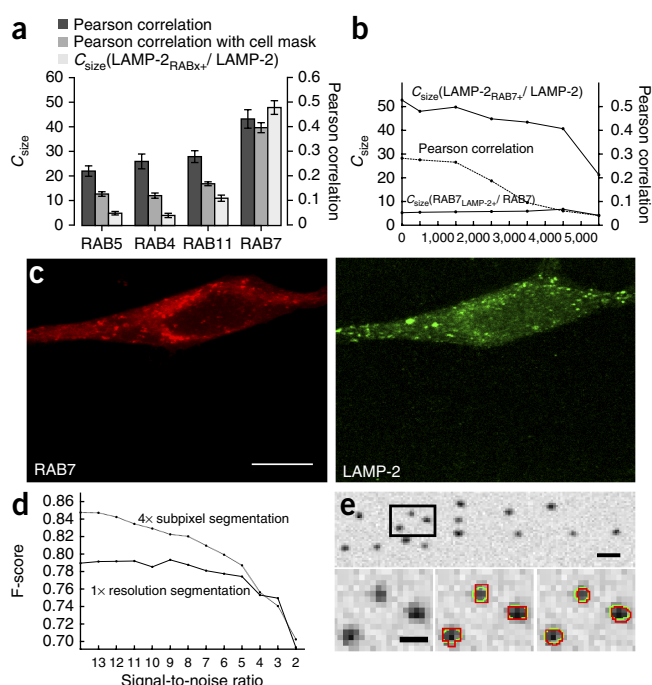 a
Pearson correlation
Pearson correlation with cell mask
Csize(LAMP-2RABx+/ LAMP-2)
60
50
40
30
20
10
0
Csize
0.6
0.5
0.4
0.3
0.2
0.1
0
Pearson correlation
RAB5 RAB4 RAB11 RAB7
b
Csize(LAMP-2RAB7+/ LAMP-2)
Pearson correlation
Csize(RAB7LAMP-2+/ RAB7)
50
40
30
20
10
0
Csize
0.5
0.4
0.3
0.2
0.1
0
Pearson correlation
0 1,000 2,000 3,000 4,000 5,000
c
RAB7
LAMP-2
d
0.86
0.84
0.82
0.80
0.78
0.76
0.74
0.72
0.70
F-score
4× subpixel segmentation
1× resolution segmentation
13 12 11 10 9 8 7 6 5 4 3 2
Signal-to-noise ratio
e